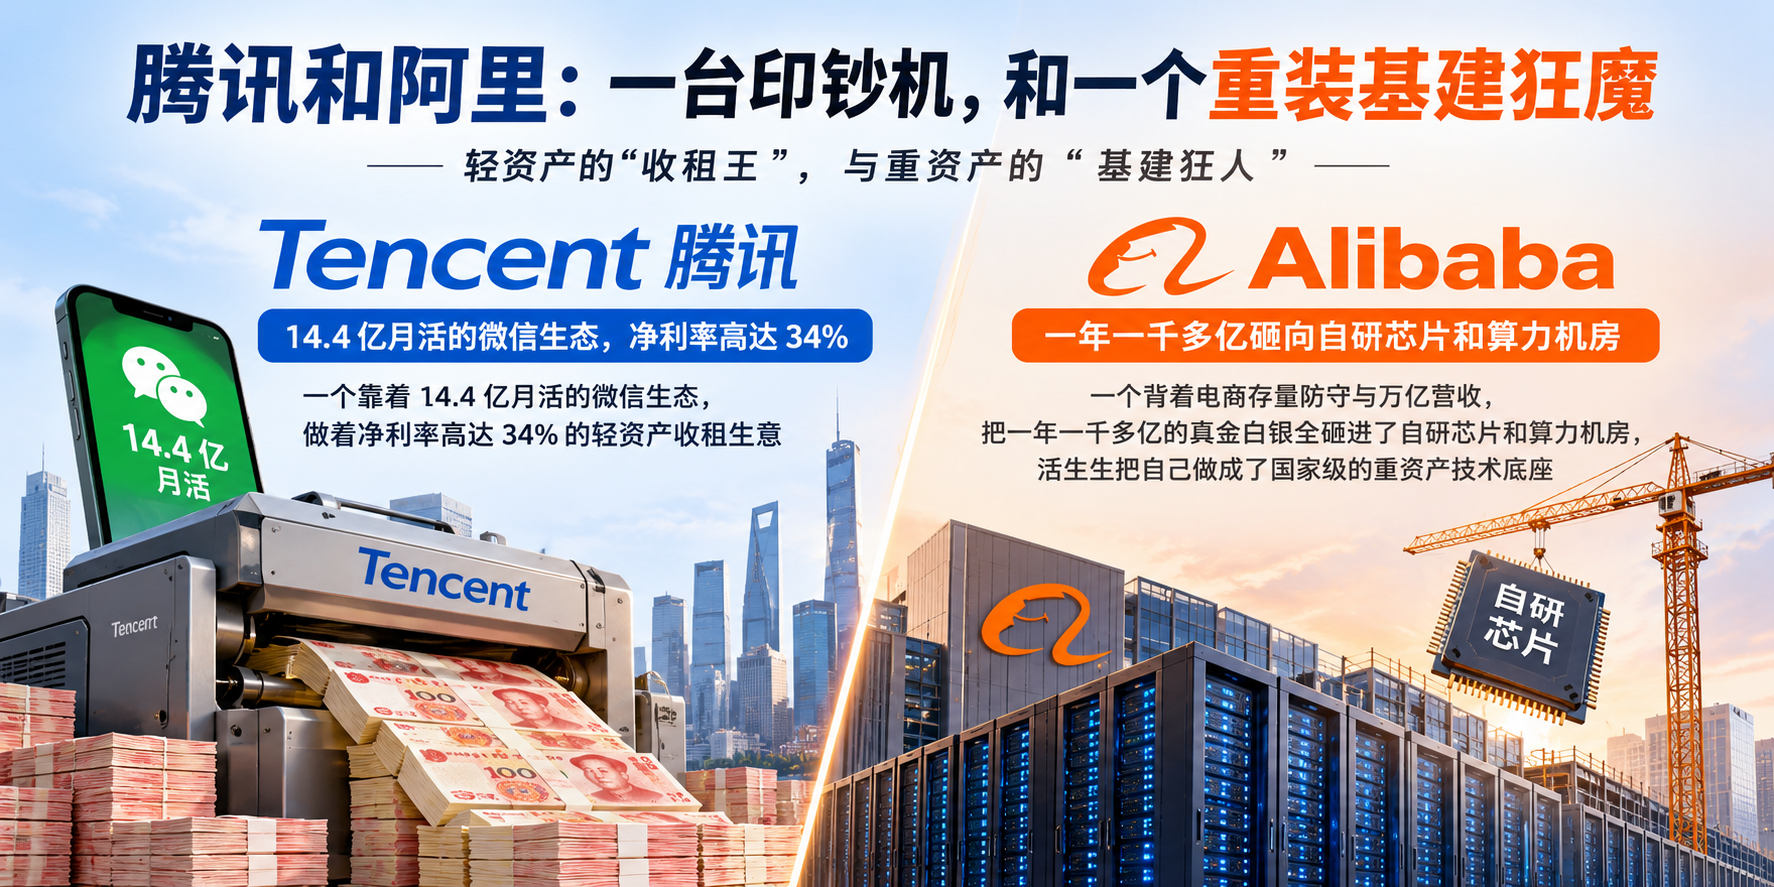 腾讯和阿里：一台印钞机，和一个重装基建狂魔
轻资产的“收租王”，与重资产的“基建狂人”
Tencent 腾讯
14.4 亿月活的微信生态，净利率高达 34%
一个靠着 14.4 亿月活的微信生态，
做着净利率高达 34% 的轻资产收租生意
14.4 亿
月活
Tencent
Tencent
100
100
Alibaba
一年一千多亿砸向自研芯片和算力机房
一个背着电商存量防守与万亿营收，
把一年一千多亿的真金白银全砸进了自研芯片和算力机房，
活生生把自己做成了国家级的重资产技术底座
自研
芯片